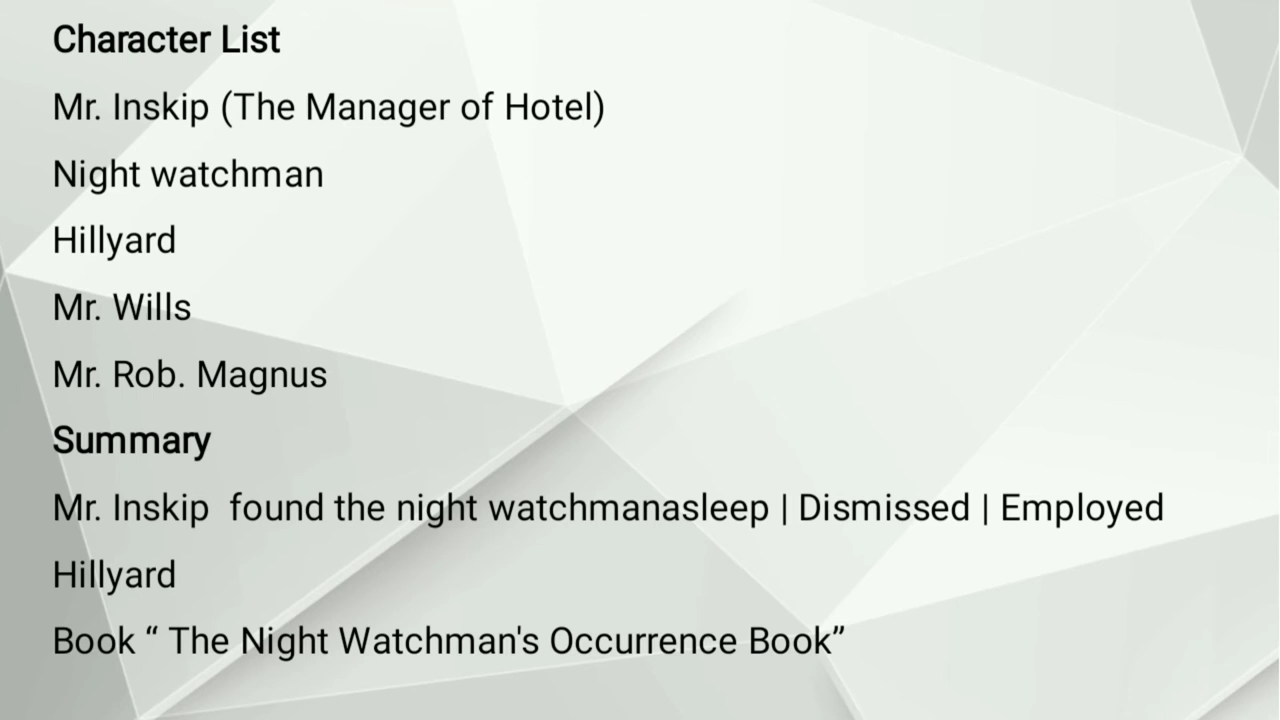 Character List
Mr. Inskip (The Manager of Hotel)
Night watchman
Hillyard
Mr. Wills
Mr. Rob. Magnus
Summary
Mr. Inskip  found the night watchmanasleep | Dismissed | Employed
Hillyard
Book “ The Night Watchman's Occurrence Book”